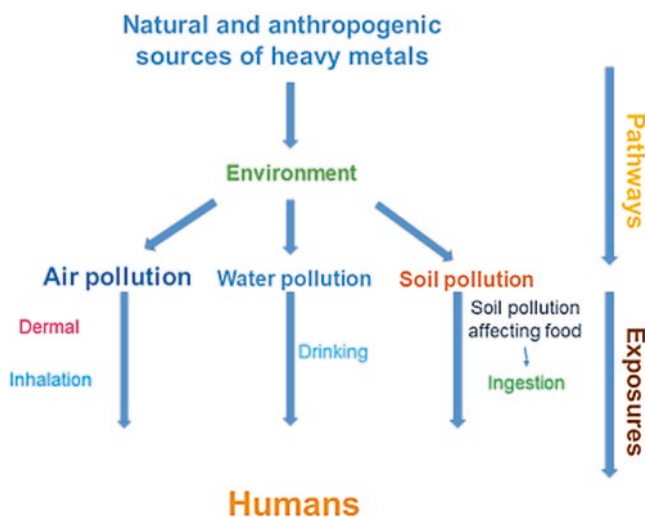 Natural and anthropogenic
sources of heavy metals
Environment
Air pollution
Water pollution
Soil pollution
Dermal
Inhalation
Drinking
Soil pollution
affecting food
Ingestion
Humans
Pathways
Exposures